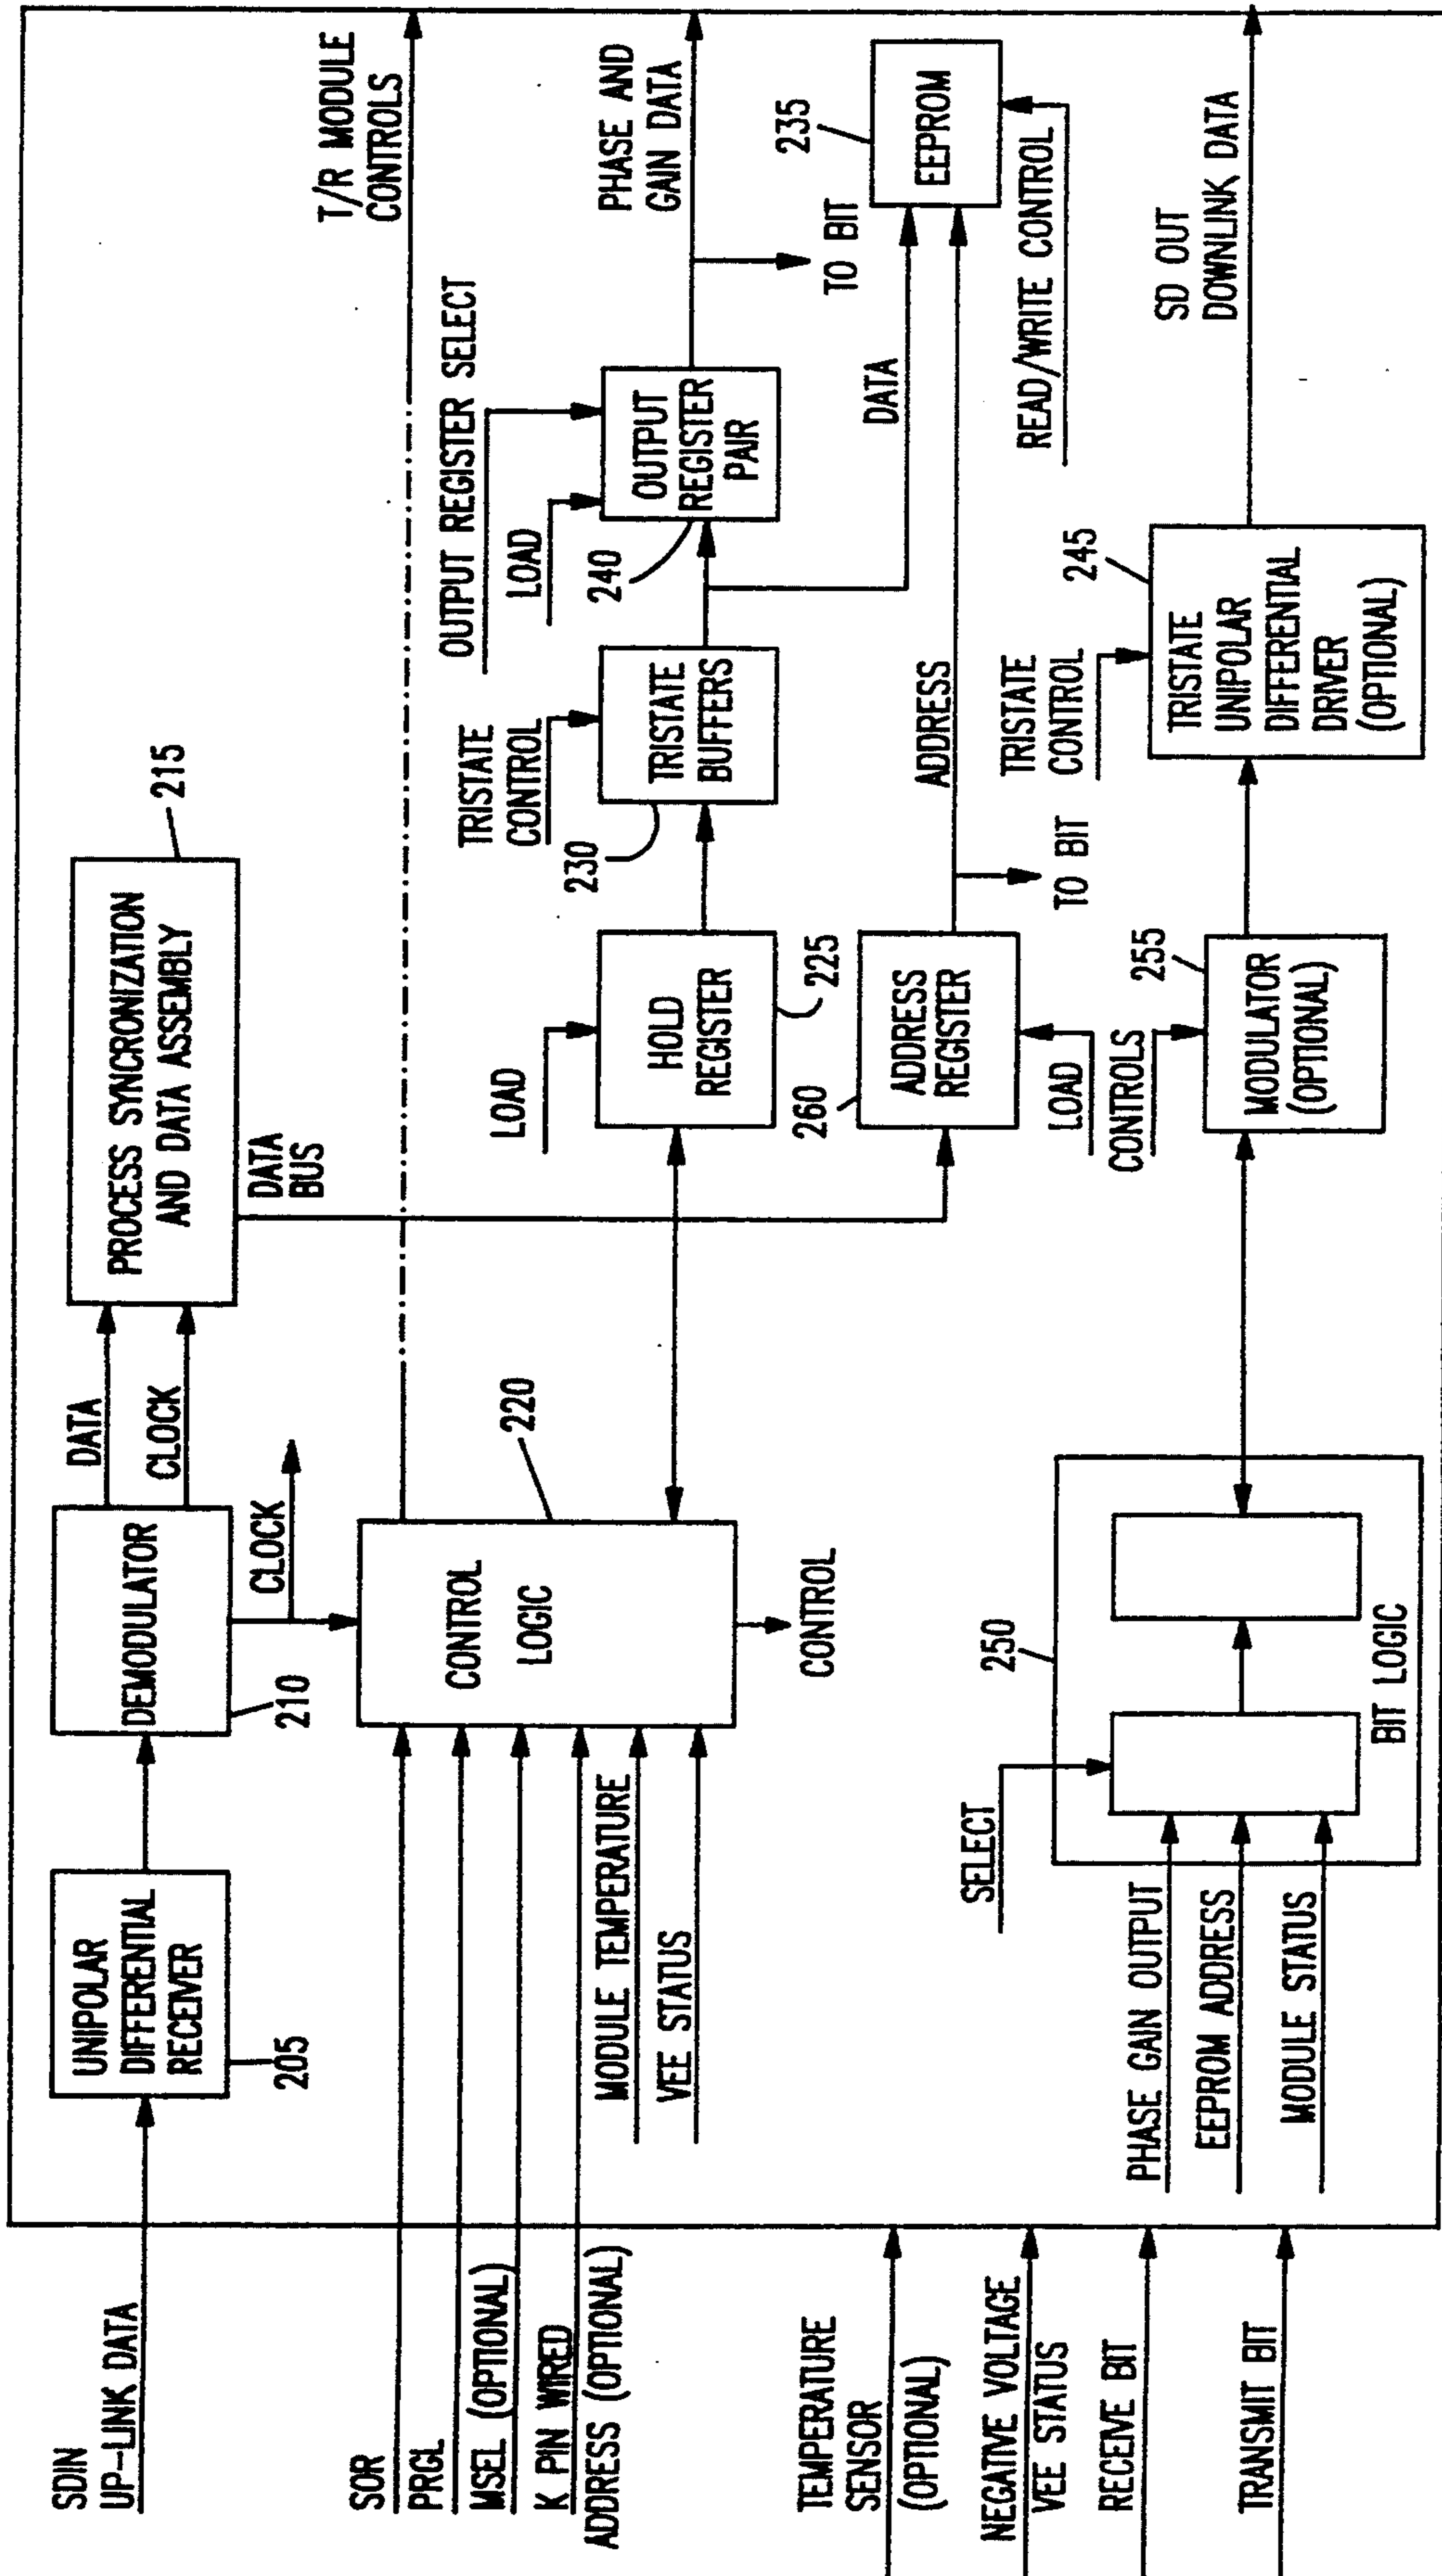 SDIN
UP-LINK DATA
UNIPOLAR
DIFFERENTIAL
RECEIVER
205
DEMODULATOR
210
DATA
CLOCK
CLOCK
PROCESS SYNCRONIZATION
AND DATA ASSEMBLY
215
DATA
BUS
SOR
PRGL
MSEL (OPTIONAL)
K PIN WIRED
ADDRESS (OPTIONAL)
MODULE TEMPERATURE
VEE STATUS
CONTROL
LOGIC
220
CONTROL
T/R MODULE
CONTROLS
LOAD
HOLD
REGISTER
225
TRISTATE
CONTROL
TRISTATE
BUFFERS
230
OUTPUT REGISTER SELECT
LOAD
OUTPUT
REGISTER
PAIR
240
PHASE AND
GAIN DATA
TO BIT
DATA
235
EEPROM
READ/WRITE CONTROL
260
ADDRESS
REGISTER
LOAD
ADDRESS
TO BIT
TEMPERATURE
SENSOR
(OPTIONAL)
NEGATIVE VOLTAGE
VEE STATUS
RECEIVE BIT
TRANSMIT BIT
SELECT
PHASE GAIN OUTPUT
EEPROM ADDRESS
MODULE STATUS
250
BIT LOGIC
CONTROLS
255
MODULATOR
(OPTIONAL)
TRISTATE
CONTROL
245
TRISTATE
UNIPOLAR
DIFFERENTIAL
DRIVER
(OPTIONAL)
SD OUT
DOWNLINK DATA